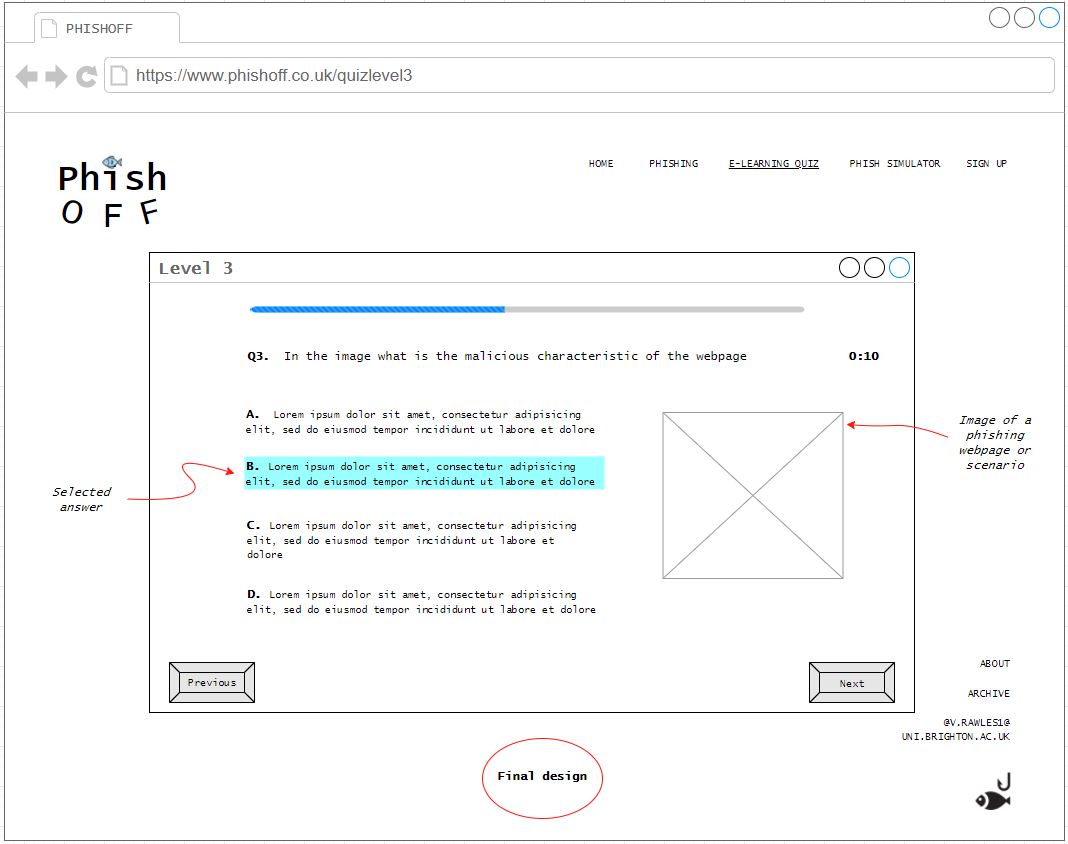 PHISHOFF
https://www.phishoff.co.uk/quizlevel3
Phish
OFF
HOME PHISHING E-LEARNING QUIZ PHISH SIMULATOR SIGN UP
Level 3
Q3. In the image what is the malicious characteristic of the webpage 0:10
A. Lorem ipsum dolor sit amet, consectetur adipisicing
elit, sed do eiusmod tempor incididunt ut labore et dolore
B. Lorem ipsum dolor sit amet, consectetur adipisicing
elit, sed do eiusmod tempor incididunt ut labore et dolore
C. Lorem ipsum dolor sit amet, consectetur adipisicing
elit, sed do eiusmod tempor incididunt ut labore et
dolore
D. Lorem ipsum dolor sit amet, consectetur adipisicing
elit, sed do eiusmod tempor incididunt ut labore et dolore
Image of a
phishing
webpage or
scenario
Selected
answer
Previous
Next
ABOUT
ARCHIVE
@V.RAWLES1@
UNI.BRIGHTON.AC.UK
Final design